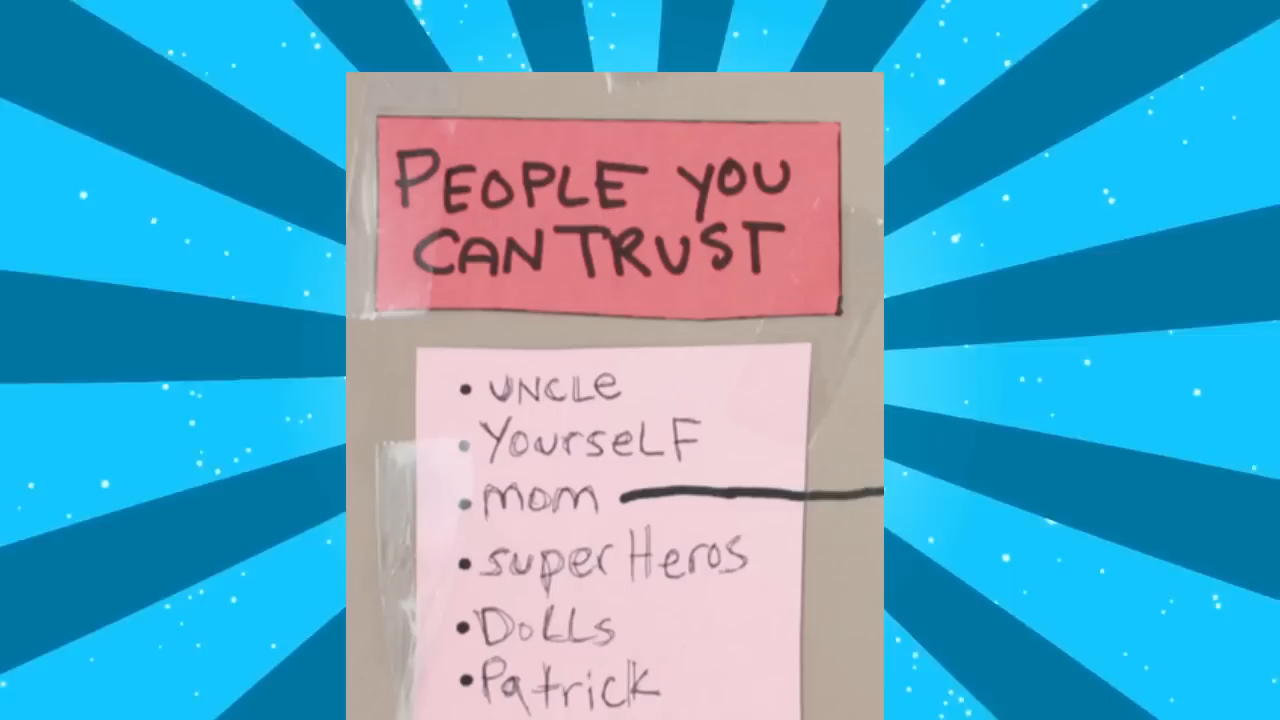 PEOPLE YOU
CAN TRUST
• UNCLE
• YourseLF
• mom
• super Heros
• DoLLs
• Patrick